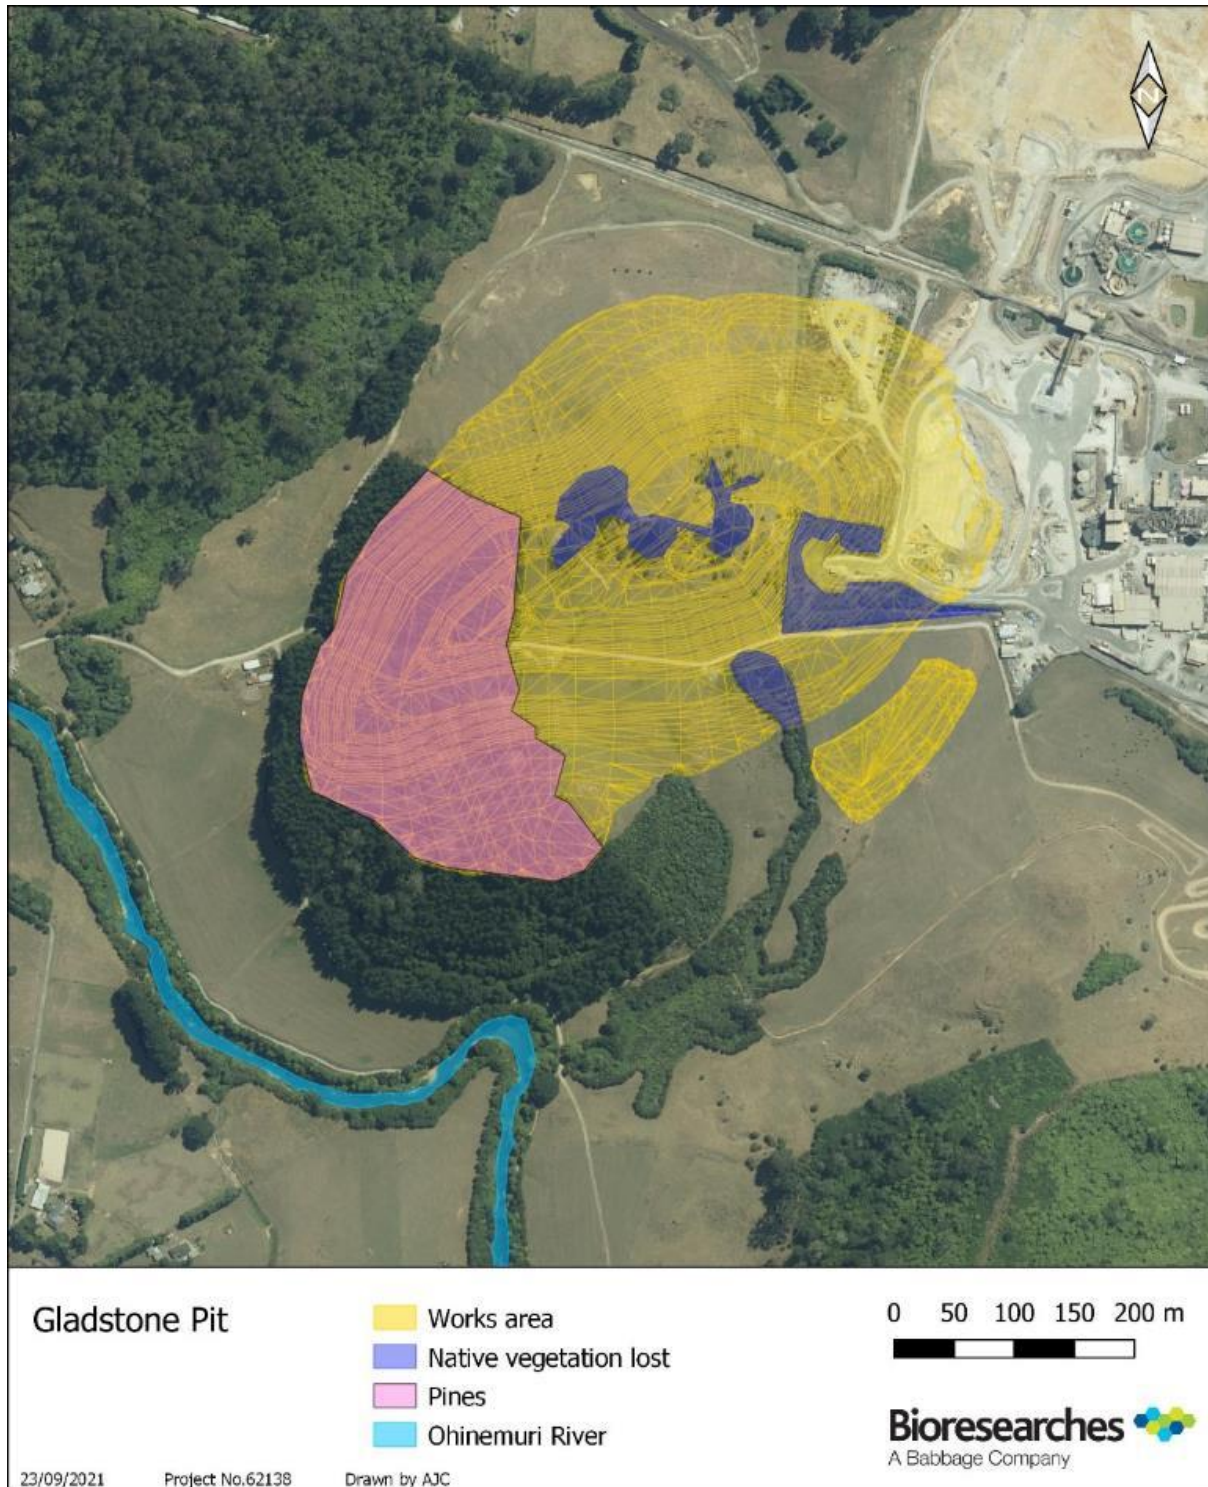 N
Gladstone Pit
Works area
Native vegetation lost
Pines
Ohinemuri River
0 50 100 150 200 m
Bioresearches
A Babbage Company
23/09/2021 Project No.62138 Drawn by AJC